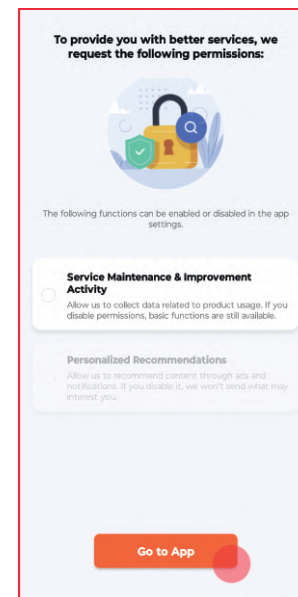 To provide you with better services, we
request the following permissions:
The following functions can be enabled or disabled in the app
settings.
Service Maintenance & Improvement
Activity
Allow us to collect data related to product usage. If you
disable permissions, basic functions are still available.
Personalized Recommendations
Allow us to recommend content through ads and
notifications. If you disable it, we won't send what may
interest you.
Go to App